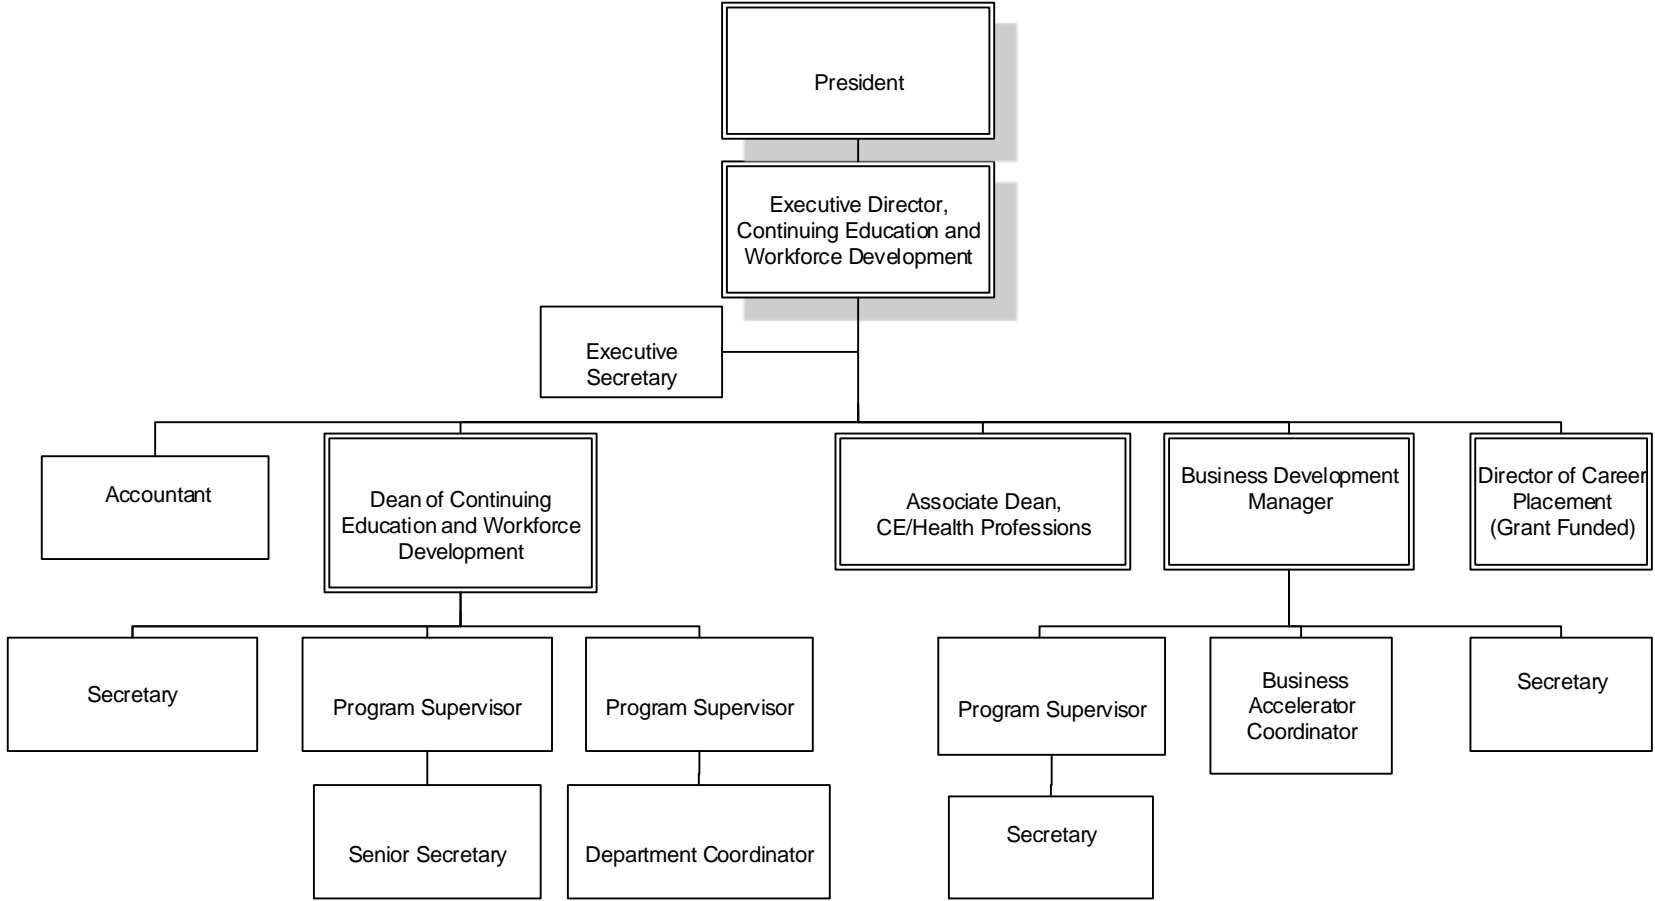 President
Executive Director,
Continuing Education and
Workforce Development
Executive
Secretary
Accountant
Dean of Continuing
Education and Workforce
Development
Associate Dean,
CE/Health Professions
Business Development
Manager
Director of Career
Placement
(Grant Funded)
Secretary
Program Supervisor
Program Supervisor
Program Supervisor
Business
Accelerator
Coordinator
Secretary
Senior Secretary
Department Coordinator
Secretary